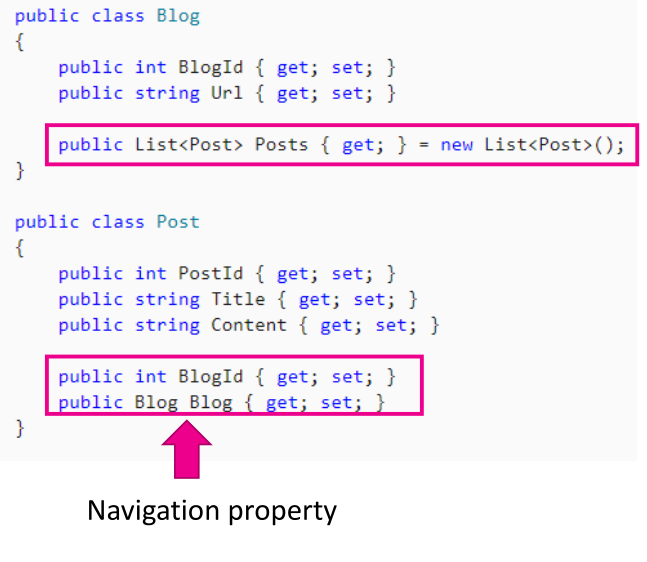 public class Blog
{
    public int BlogId { get; set; }
    public string Url { get; set; }
    public List<Post> Posts { get; } = new List<Post>();
}
public class Post
{
    public int PostId { get; set; }
    public string Title { get; set; }
    public string Content { get; set; }
    public int BlogId { get; set; }
    public Blog Blog { get; set; }
}
Navigation property